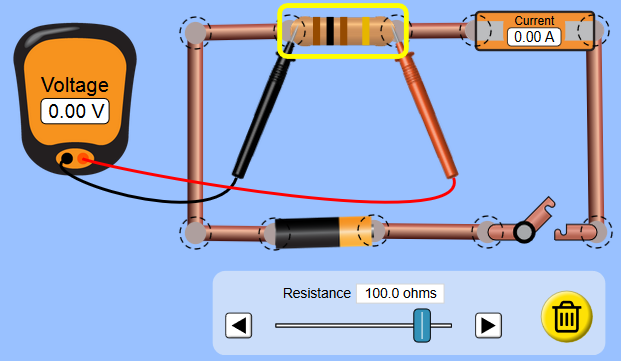 Current
0.00 A
Voltage
0.00 V
Resistance 100.0 ohms